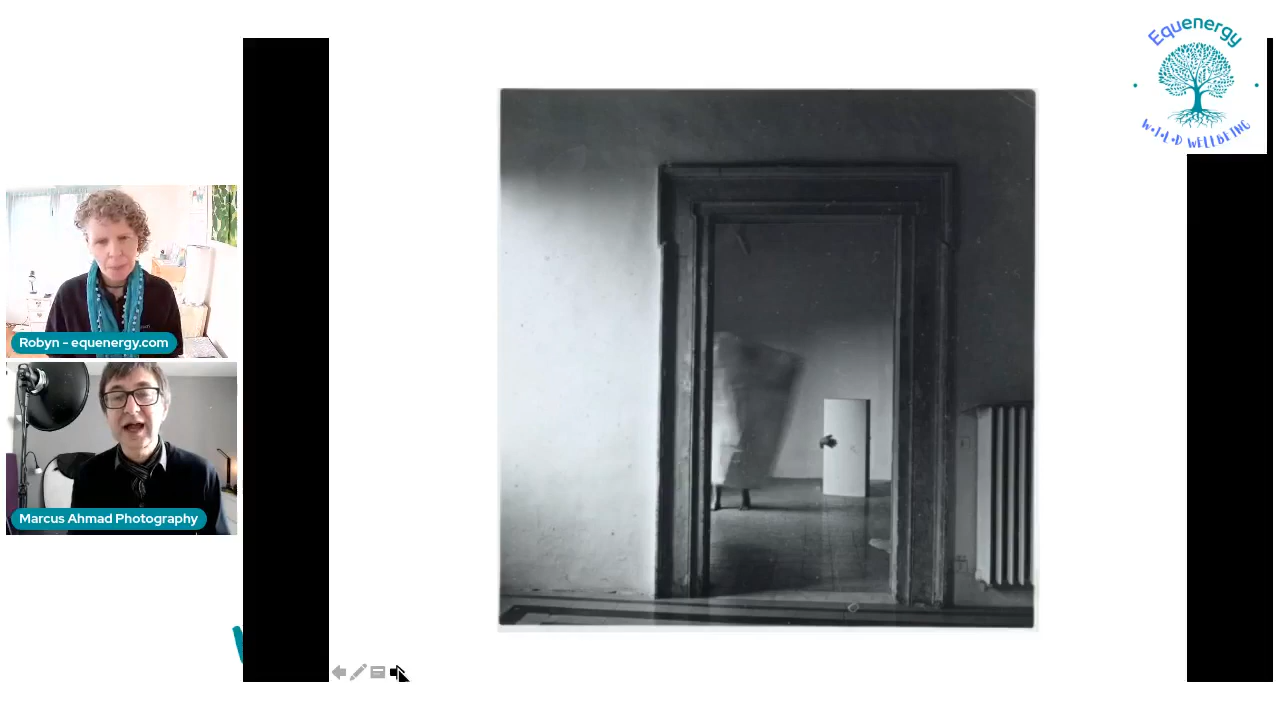 Equenergy
W•I•L•D WELLBEING
Robyn - equenergy.com
Marcus Ahmad Photography